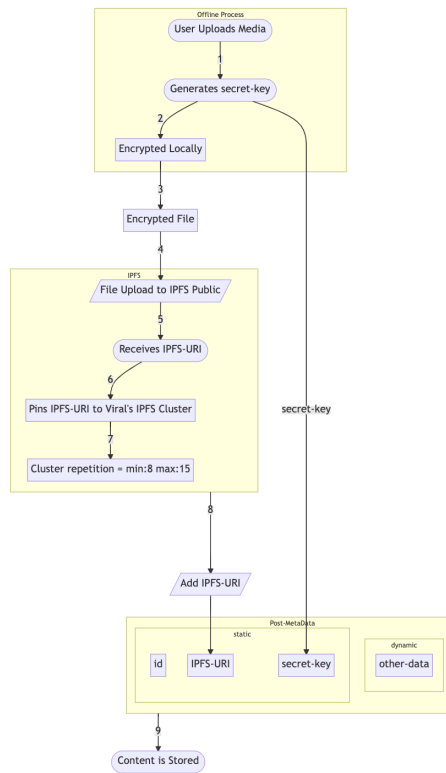 Offline Process
User Uploads Media
1
Generates secret-key
2
Encrypted Locally
3
Encrypted File
4
IPFS
File Upload to IPFS Public
5
Receives IPFS-URI
6
Pins IPFS-URI to Viral's IPFS Cluster
secret-key
7
Cluster repetition = min:8 max:15
8
Add IPFS-URI
Post-MetaData
static
dynamic
id
IPFS-URI
secret-key
other-data
9
Content is Stored